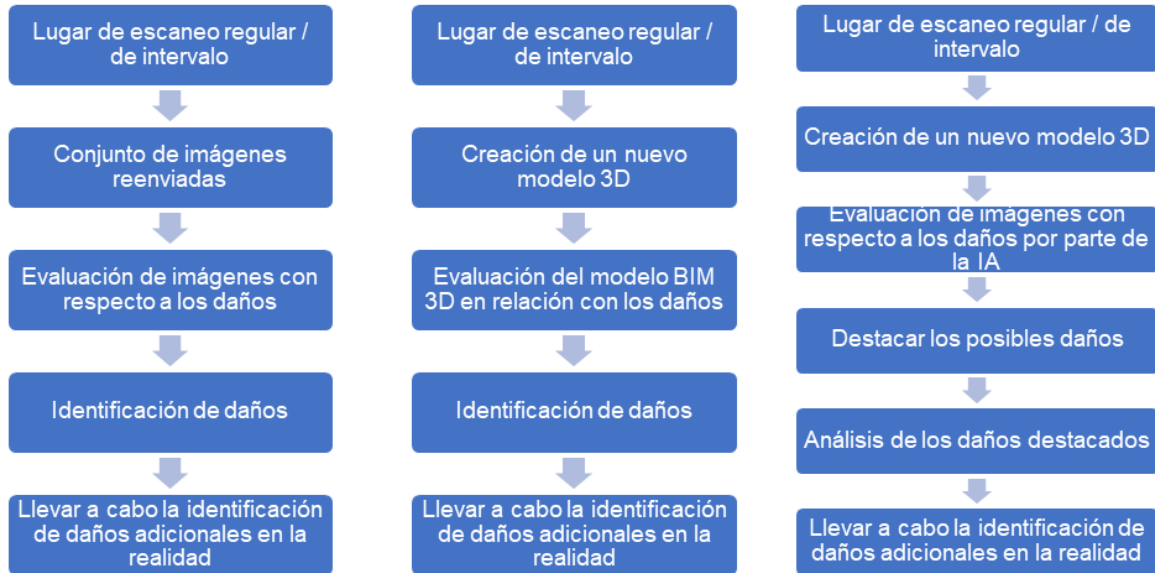 Lugar de escaneo regular /
de intervalo
Conjunto de imágenes
reenviadas
Evaluación de imágenes con
respecto a los daños
Identificación de daños
Llevar a cabo la identificación
de daños adicionales en la
realidad
Lugar de escaneo regular /
de intervalo
Creación de un nuevo
modelo 3D
Evaluación del modelo BIM
3D en relación con los daños
Identificación de daños
Llevar a cabo la identificación
de daños adicionales en la
realidad
Lugar de escaneo regular / de
intervalo
Creación de un nuevo modelo 3D
Evaluación de imágenes con
respecto a los daños por parte de
la IA
Destacar los posibles daños
Análisis de los daños destacados
Llevar a cabo la identificación de
daños adicionales en la realidad